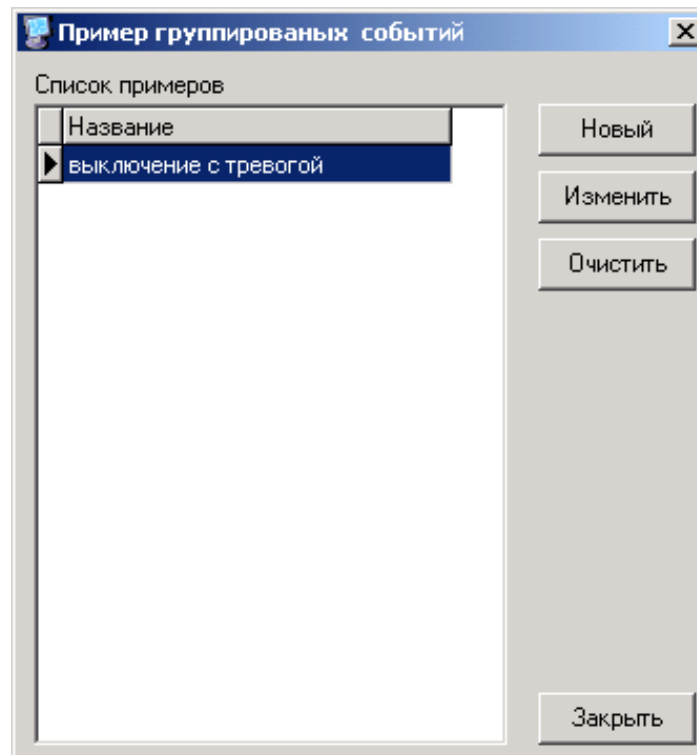 Пример группированых событий
Список примеров
Название
выключение с тревогой
Новый
Изменить
Очистить
Закрыть